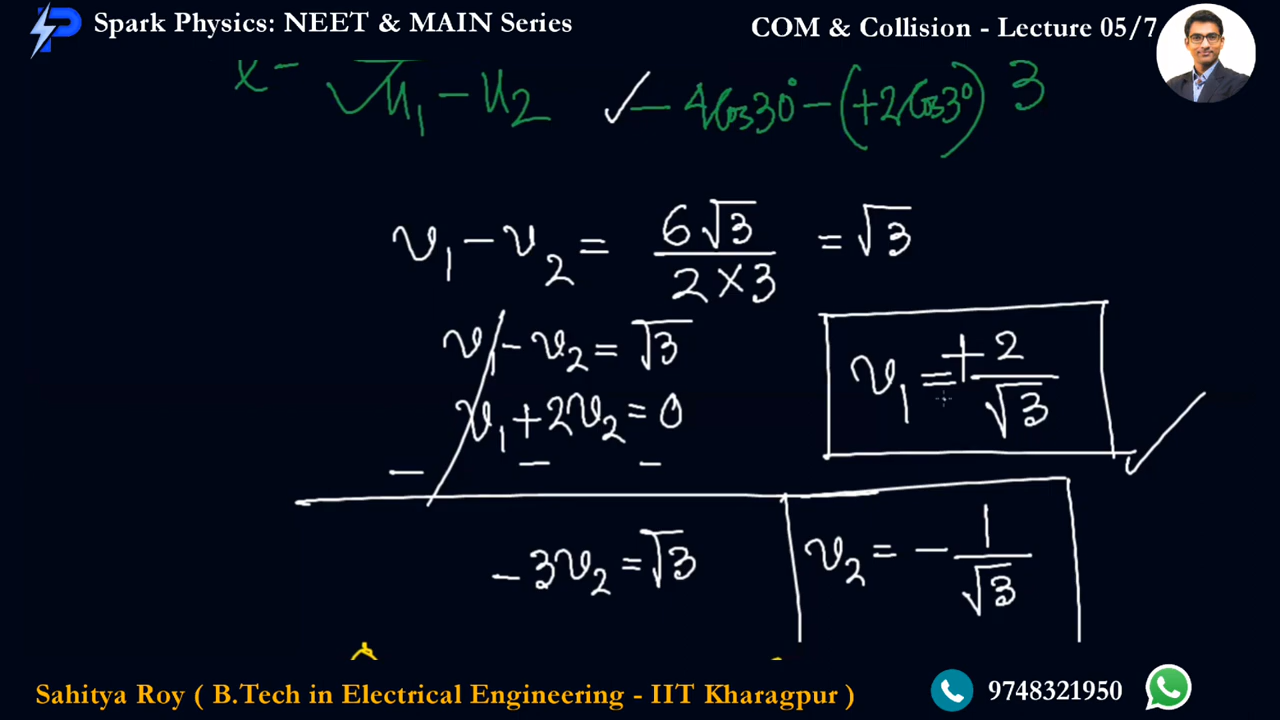 Spark Physics: NEET & MAIN Series
COM & Collision - Lecture 05/7
u₁ - u₂ ✓ - 4Cos30° - (+2Cos30°) 3
v₁ - v₂ = 6√3 / 2×3 = √3
v₁ - v₂ = √3
v₁ + 2v₂ = 0
- - -
v₁ = +2/√3 ✓
-3v₂ = √3
v₂ = -1/√3
Sahitya Roy ( B.Tech in Electrical Engineering - IIT Kharagpur )
9748321950